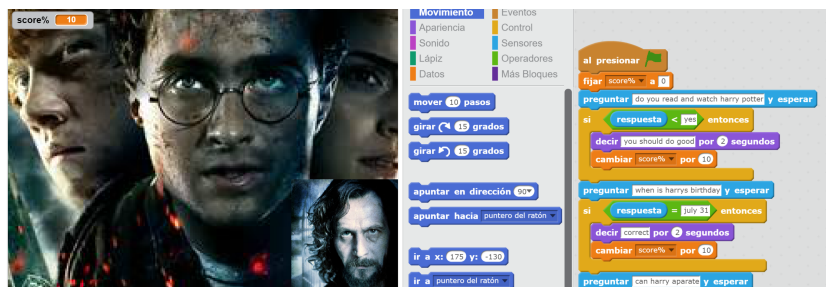 score% 10
Movimiento Eventos
Apariencia Control
Sonido Sensores
Lápiz Operadores
Datos Más Bloques
mover 10 pasos
girar 15 grados
girar 15 grados
apuntar en dirección 90
apuntar hacia puntero del ratón
ir a x: 175 y: -130
ir a puntero del ratón
al presionar
fijar score% a 0
preguntar do you read and watch harry potter y esperar
si respuesta < yes entonces
decir you should do good por 2 segundos
cambiar score% por 10
preguntar when is harrys birthday y esperar
si respuesta = july 31 entonces
decir correct por 2 segundos
cambiar score% por 10
preguntar can harry aparate y esperar